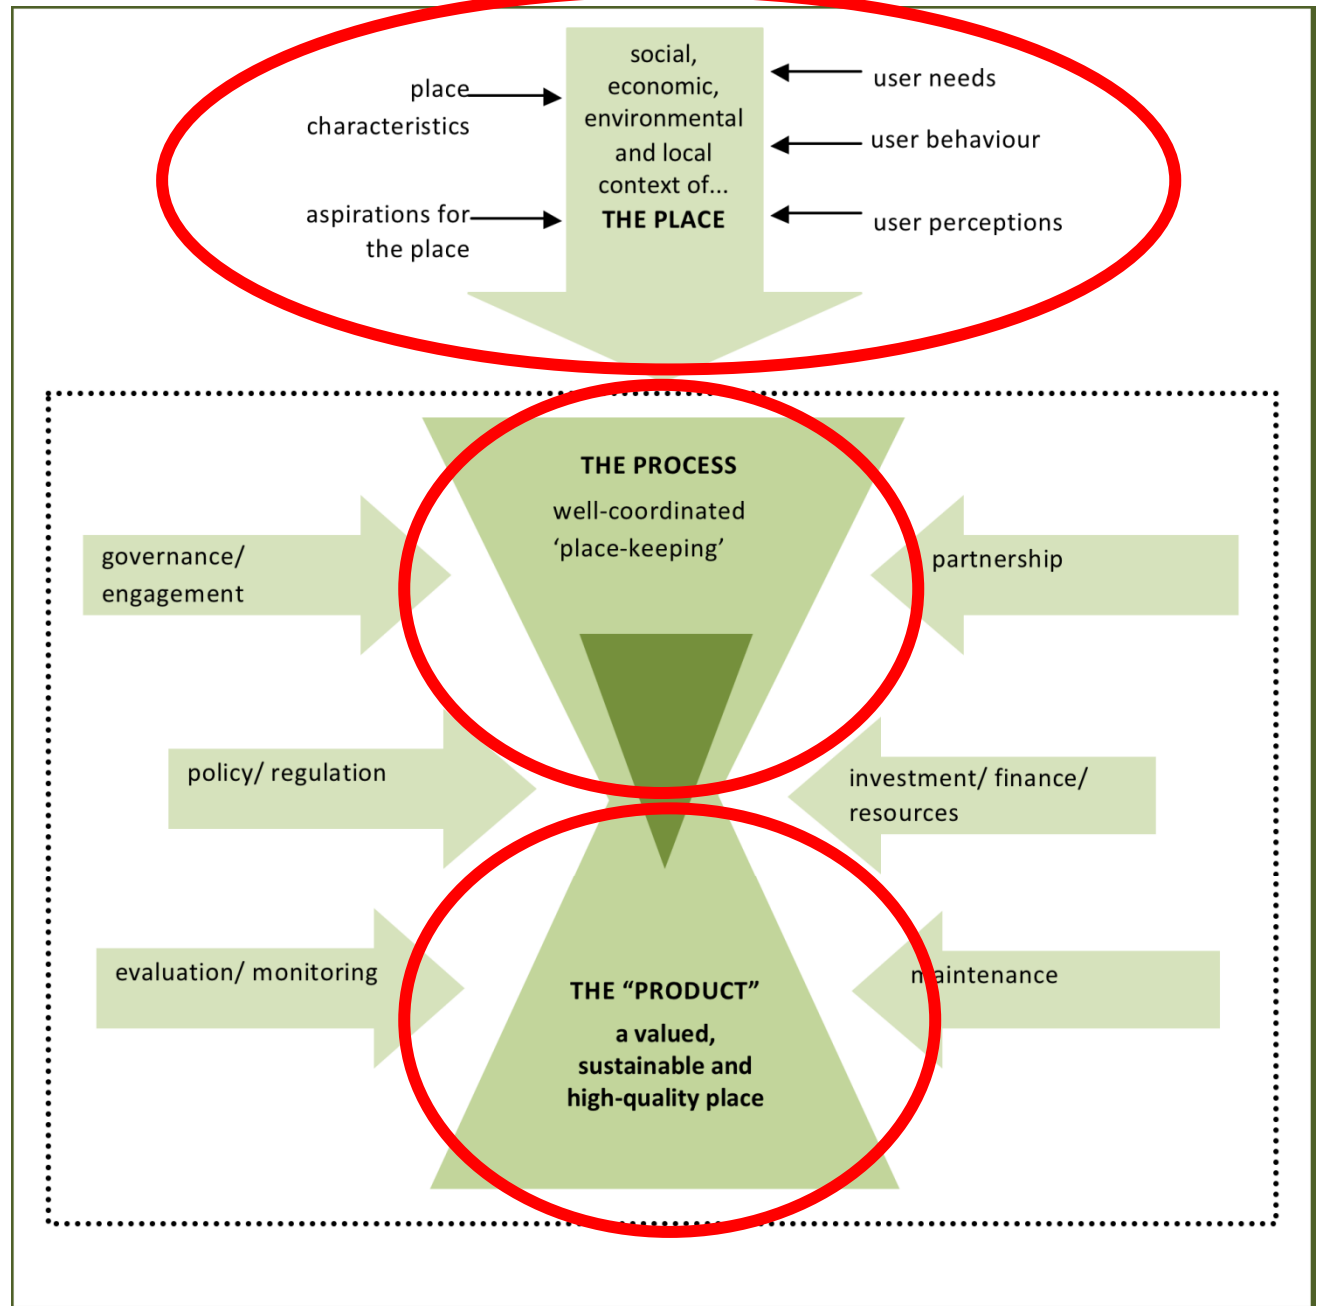 social,
economic,
environmental
and local
context of...
THE PLACE
place
characteristics
aspirations for
the place
user needs
user behaviour
user perceptions
THE PROCESS
well-coordinated
‘place-keeping’
governance/
engagement
partnership
policy/ regulation
investment/ finance/
resources
evaluation/ monitoring
maintenance
THE “PRODUCT”
a valued,
sustainable and
high-quality place